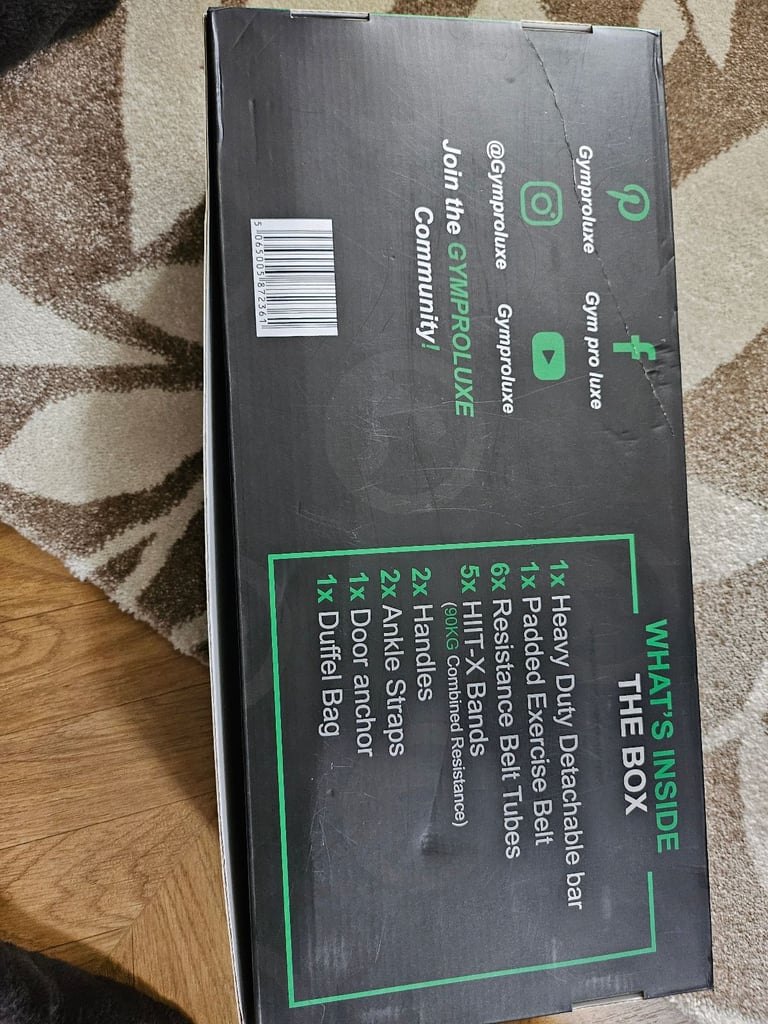 Gymproluxe
Gym pro luxe
@Gymproluxe
Gymproluxe
Join the GYMPROLUXE
Community!
5 065005 872361
WHAT'S INSIDE
THE BOX
1x Heavy Duty Detachable bar
1x Padded Exercise Belt
6x Resistance Belt Tubes
5x HIIT-X Bands
(90KG Combined Resistance)
2x Handles
2x Ankle Straps
1x Door anchor
1x Duffel Bag